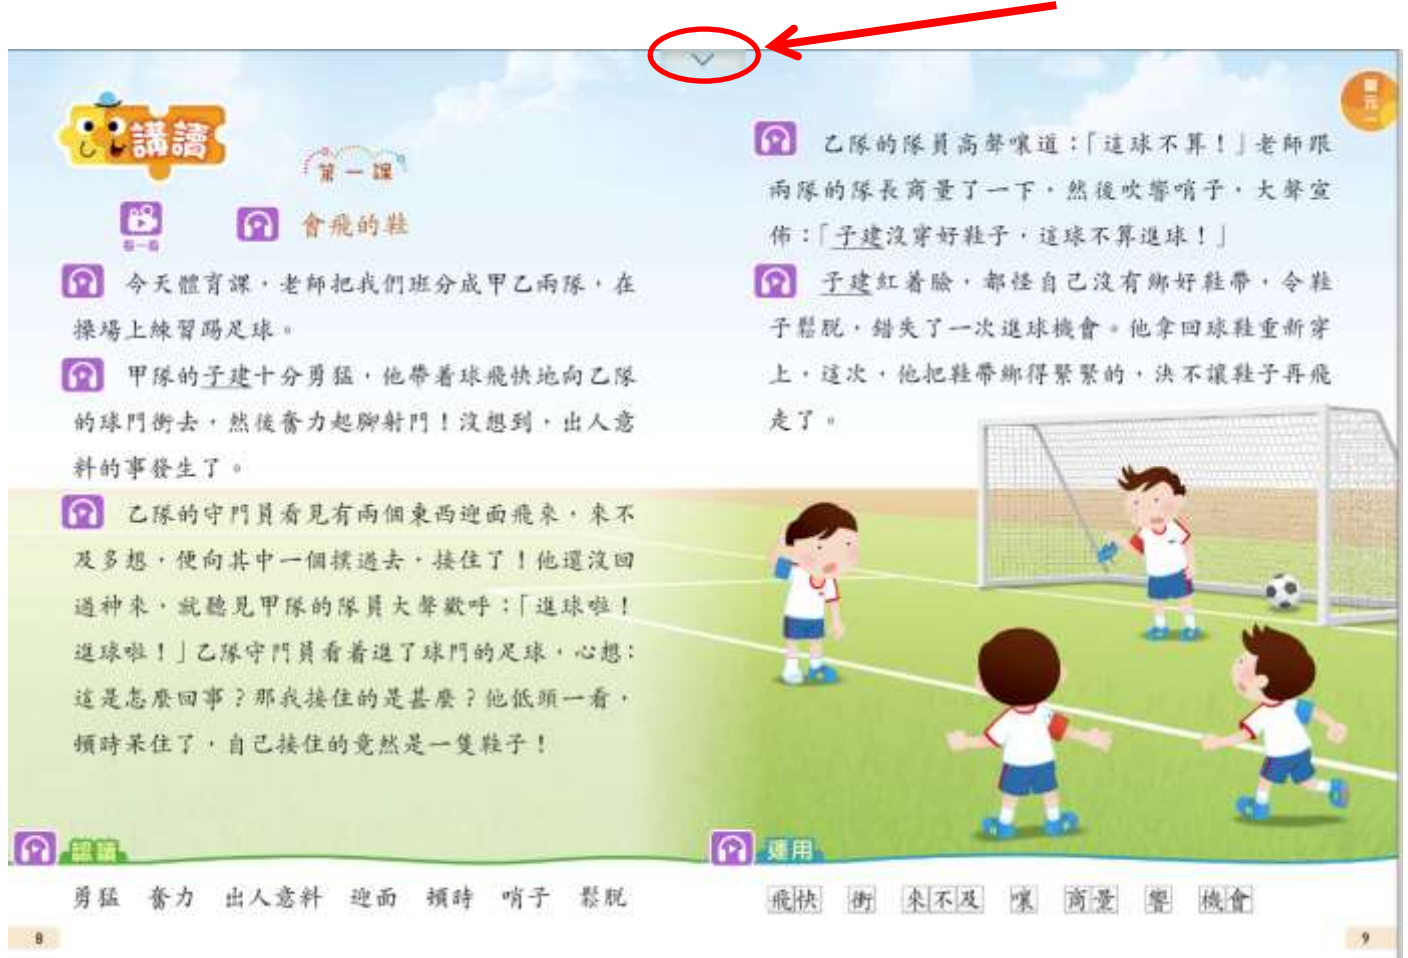 講讀
第一課
看一看
會飛的鞋
今天體育課，老師把我們班分成甲乙兩隊，在
操場上練習踢足球。
甲隊的子建十分勇猛，他帶着球飛快地向乙隊
的球門衝去，然後奮力起腳射門！沒想到，出人意
料的事發生了。
乙隊的守門員看見有兩個東西迎面飛來，來不
及多想，便向其中一個撲過去，接住了！他還沒回
過神來，就聽見甲隊的隊員大聲歡呼：「進球啦！
進球啦！」乙隊守門員看着進了球門的足球，心想：
這是怎麼回事？那我接住的是甚麼？他低頭一看，
頓時呆住了，自己接住的竟然是一隻鞋子！
認讀
勇猛 奮力 出人意料 迎面 頓時 哨子 鬆脫
8
單元一
乙隊的隊員高聲嚷道：「這球不算！」老師跟
兩隊的隊長商量了一下，然後吹響哨子，大聲宣
佈：「子建沒穿好鞋子，這球不算進球！」
子建紅着臉，都怪自己沒有綁好鞋帶，令鞋
子鬆脫，錯失了一次進球機會。他拿回球鞋重新穿
上，這次，他把鞋帶綁得緊緊的，決不讓鞋子再飛
走了。
運用
飛快 衝 來不及 嚷 商量 響 機會
9